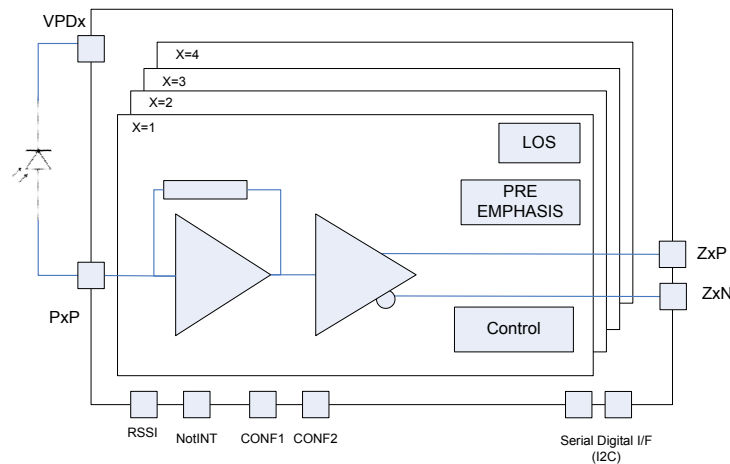 VPDx
X=4
X=3
X=2
X=1
LOS
PRE
EMPHASIS
ZxP
ZxN
PxP
Control
RSSI
NotINT
CONF1
CONF2
Serial Digital I/F
(I2C)